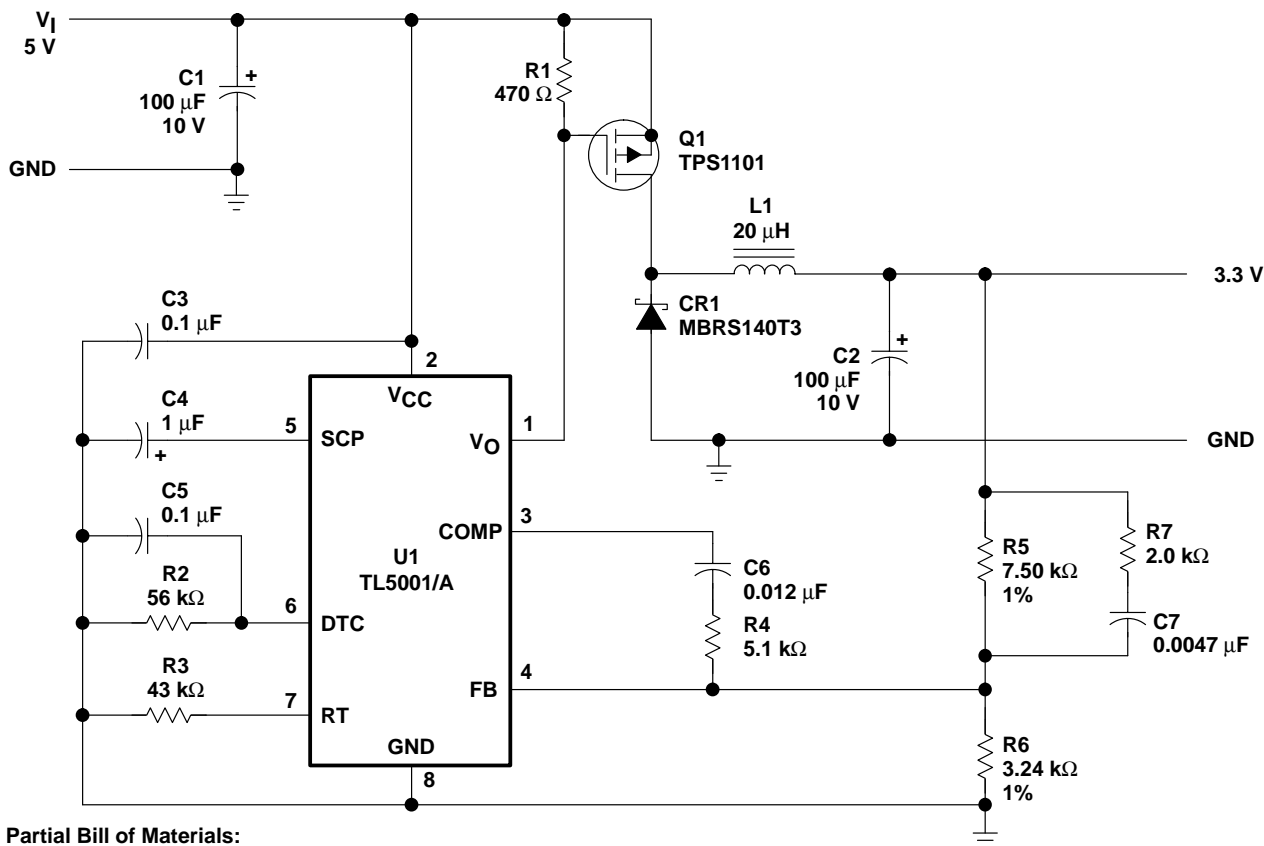 VI
5 V
C1
+
100 μF
10 V
GND
R1
470 Ω
Q1
TPS1101
L1
20 μH
3.3 V
CR1
MBRS140T3
C2
+
100 μF
10 V
GND
C3
0.1 μF
2
VCC
C4
1 μF
+
5
SCP
1
VO
C5
0.1 μF
3
COMP
U1
TL5001/A
R2
56 kΩ
6
DTC
C6
0.012 μF
R4
5.1 kΩ
R5
7.50 kΩ
1%
R7
2.0 kΩ
C7
0.0047 μF
R3
43 kΩ
7
RT
4
FB
GND
8
R6
3.24 kΩ
1%
Partial Bill of Materials: